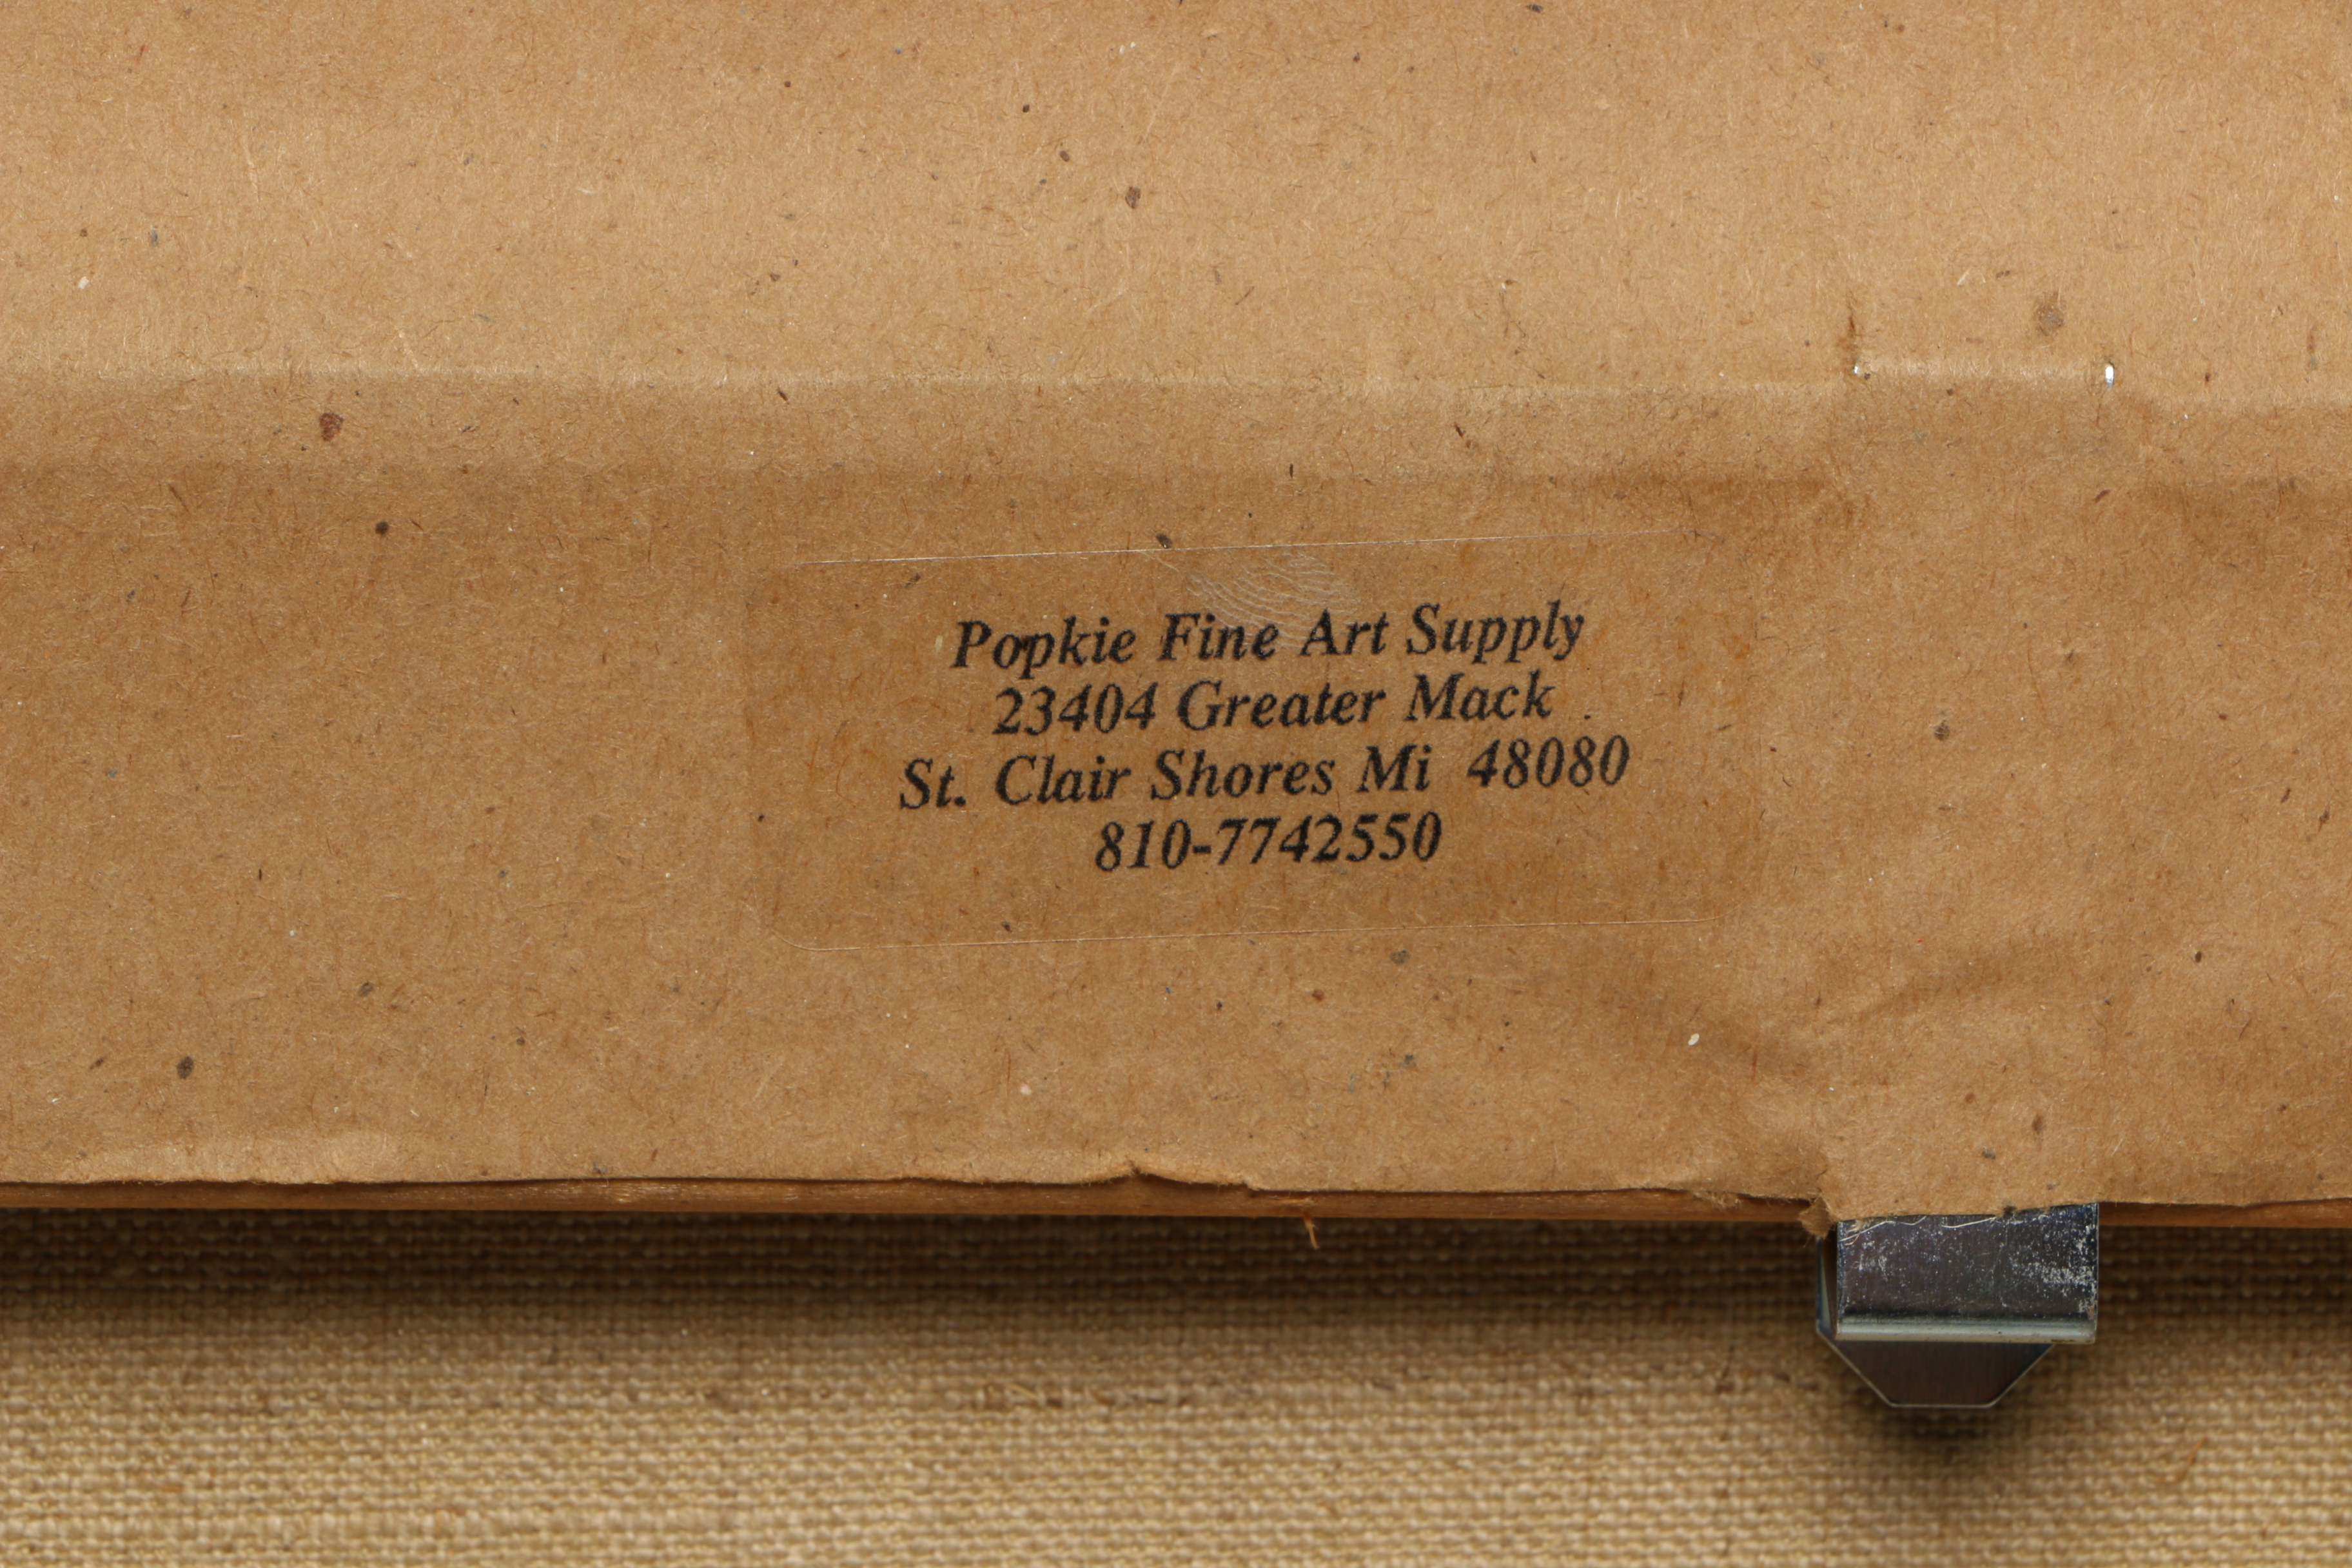 Popkie Fine Art Supply
23404 Greater Mack
St. Clair Shores Mi 48080
810-7742550